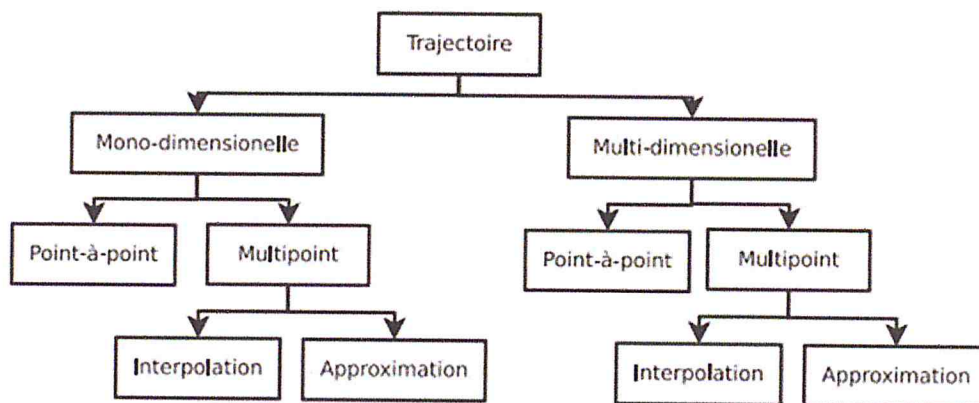 Trajectoire
Mono-dimensionelle
Multi-dimensionelle
Point-à-point
Multipoint
Point-à-point
Multipoint
Interpolation
Approximation
Interpolation
Approximation